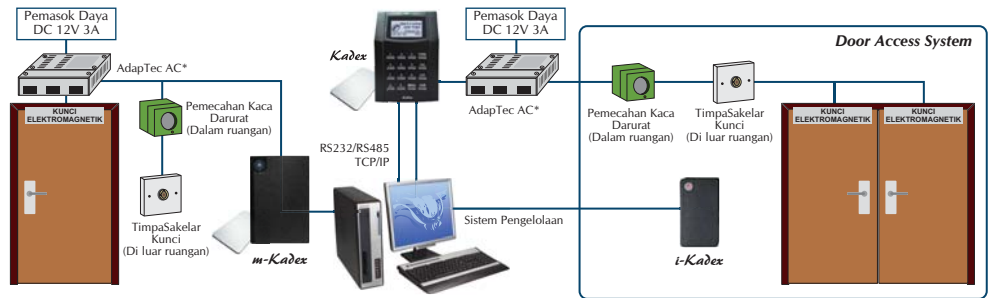 Pemasok Daya
DC 12V 3A
AdapTec AC*
KUNCI
ELEKTROMAGNETIK
Pemecahan Kaca
Darurat
(Dalam ruangan)
TimpaSakelar
Kunci
(Di luar ruangan)
m-Kadex
Kadex
RS232/RS485
TCP/IP
Pemasok Daya
DC 12V 3A
AdapTec AC*
Sistem Pengelolaan
Door Access System
Pemecahan Kaca
Darurat
(Dalam ruangan)
TimpaSakelar
Kunci
(Di luar ruangan)
KUNCI
ELEKTROMAGNETIK
KUNCI
ELEKTROMAGNETIK
i-Kadex